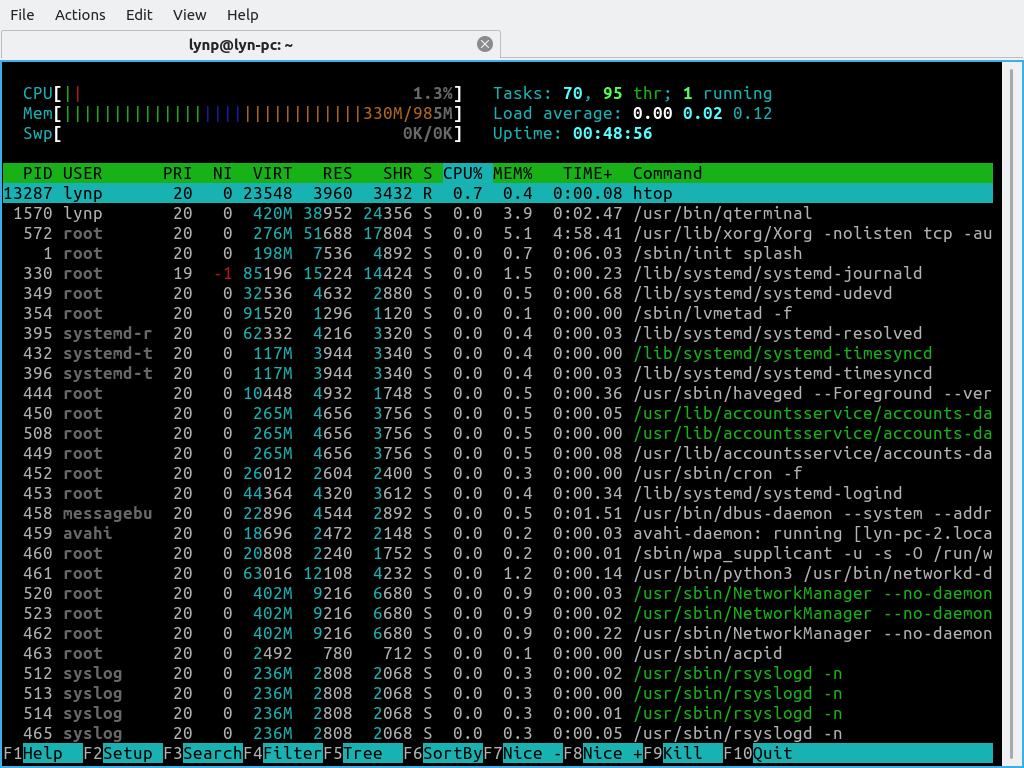 File Actions Edit View Help
lynp@lyn-pc: ~
CPU[|| 1.3%] Tasks: 70, 95 thr; 1 running
Mem[||||||||||||||||||||||||||||||330M/985M] Load average: 0.00 0.02 0.12
Swp[ 0K/0K] Uptime: 00:48:56
PID USER PRI NI VIRT RES SHR S CPU% MEM% TIME+ Command
13287 lynp 20 0 23548 3960 3432 R 0.7 0.4 0:00.08 htop
1570 lynp 20 0 420M 38952 24356 S 0.0 3.9 0:02.47 /usr/bin/qterminal
572 root 20 0 276M 51688 17804 S 0.0 5.1 4:58.41 /usr/lib/xorg/Xorg -nolisten tcp -au
1 root 20 0 198M 7536 4892 S 0.0 0.7 0:06.03 /sbin/init splash
330 root 19 -1 85196 15224 14424 S 0.0 1.5 0:00.23 /lib/systemd/systemd-journald
349 root 20 0 32536 4632 2880 S 0.0 0.5 0:00.68 /lib/systemd/systemd-udevd
354 root 20 0 91520 1296 1120 S 0.0 0.1 0:00.00 /sbin/lvmetad -f
395 systemd-r 20 0 62332 4216 3320 S 0.0 0.4 0:00.03 /lib/systemd/systemd-resolved
432 systemd-t 20 0 117M 3944 3340 S 0.0 0.4 0:00.00 /lib/systemd/systemd-timesyncd
396 systemd-t 20 0 117M 3944 3340 S 0.0 0.4 0:00.03 /lib/systemd/systemd-timesyncd
444 root 20 0 10448 4932 1748 S 0.0 0.5 0:00.36 /usr/sbin/haveged --Foreground --ver
450 root 20 0 265M 4656 3756 S 0.0 0.5 0:00.05 /usr/lib/accountsservice/accounts-da
508 root 20 0 265M 4656 3756 S 0.0 0.5 0:00.00 /usr/lib/accountsservice/accounts-da
449 root 20 0 265M 4656 3756 S 0.0 0.5 0:00.08 /usr/lib/accountsservice/accounts-da
452 root 20 0 26012 2604 2400 S 0.0 0.3 0:00.00 /usr/sbin/cron -f
453 root 20 0 44364 4320 3612 S 0.0 0.4 0:00.34 /lib/systemd/systemd-logind
458 messagebu 20 0 22896 4544 2892 S 0.0 0.5 0:01.51 /usr/bin/dbus-daemon --system --addr
459 avahi 20 0 18696 2472 2148 S 0.0 0.2 0:00.03 avahi-daemon: running [lyn-pc-2.loca
460 root 20 0 20808 2240 1752 S 0.0 0.2 0:00.01 /sbin/wpa_supplicant -u -s -O /run/w
461 root 20 0 63016 12108 4232 S 0.0 1.2 0:00.14 /usr/bin/python3 /usr/bin/networkd-d
520 root 20 0 402M 9216 6680 S 0.0 0.9 0:00.03 /usr/sbin/NetworkManager --no-daemon
523 root 20 0 402M 9216 6680 S 0.0 0.9 0:00.02 /usr/sbin/NetworkManager --no-daemon
462 root 20 0 402M 9216 6680 S 0.0 0.9 0:00.22 /usr/sbin/NetworkManager --no-daemon
463 root 20 0 2492 780 712 S 0.0 0.1 0:00.00 /usr/sbin/acpid
512 syslog 20 0 236M 2808 2068 S 0.0 0.3 0:00.02 /usr/sbin/rsyslogd -n
513 syslog 20 0 236M 2808 2068 S 0.0 0.3 0:00.00 /usr/sbin/rsyslogd -n
514 syslog 20 0 236M 2808 2068 S 0.0 0.3 0:00.01 /usr/sbin/rsyslogd -n
465 syslog 20 0 236M 2808 2068 S 0.0 0.3 0:00.05 /usr/sbin/rsyslogd -n
F1Help F2Setup F3SearchF4FilterF5Tree F6SortByF7Nice -F8Nice +F9Kill F10Quit